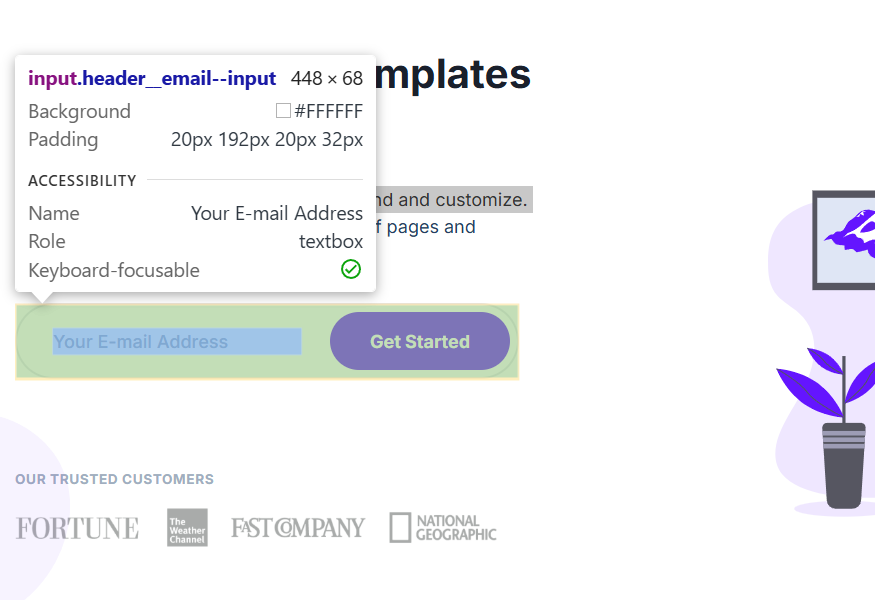 mplates
input.header__email--input 448 × 68
Background #FFFFFF
Padding 20px 192px 20px 32px
ACCESSIBILITY
Name Your E-mail Address
Role textbox
Keyboard-focusable
nd and customize.
f pages and
Your E-mail Address
Get Started
OUR TRUSTED CUSTOMERS
FORTUNE
The
Weather
Channel
FAST COMPANY
NATIONAL
GEOGRAPHIC